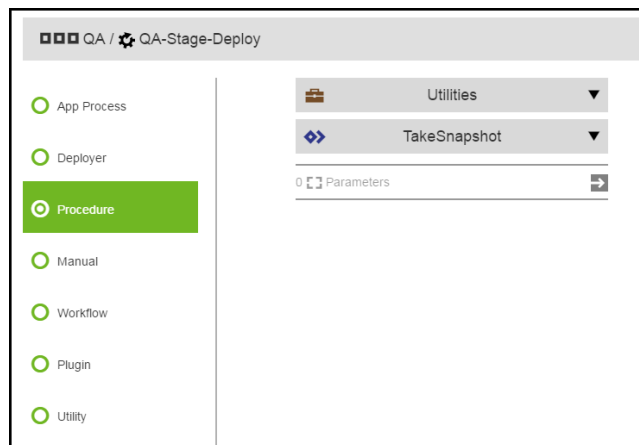 QA / QA-Stage-Deploy
App Process
Deployer
Procedure
Manual
Workflow
Plugin
Utility
Utilities
TakeSnapshot
0 Parameters